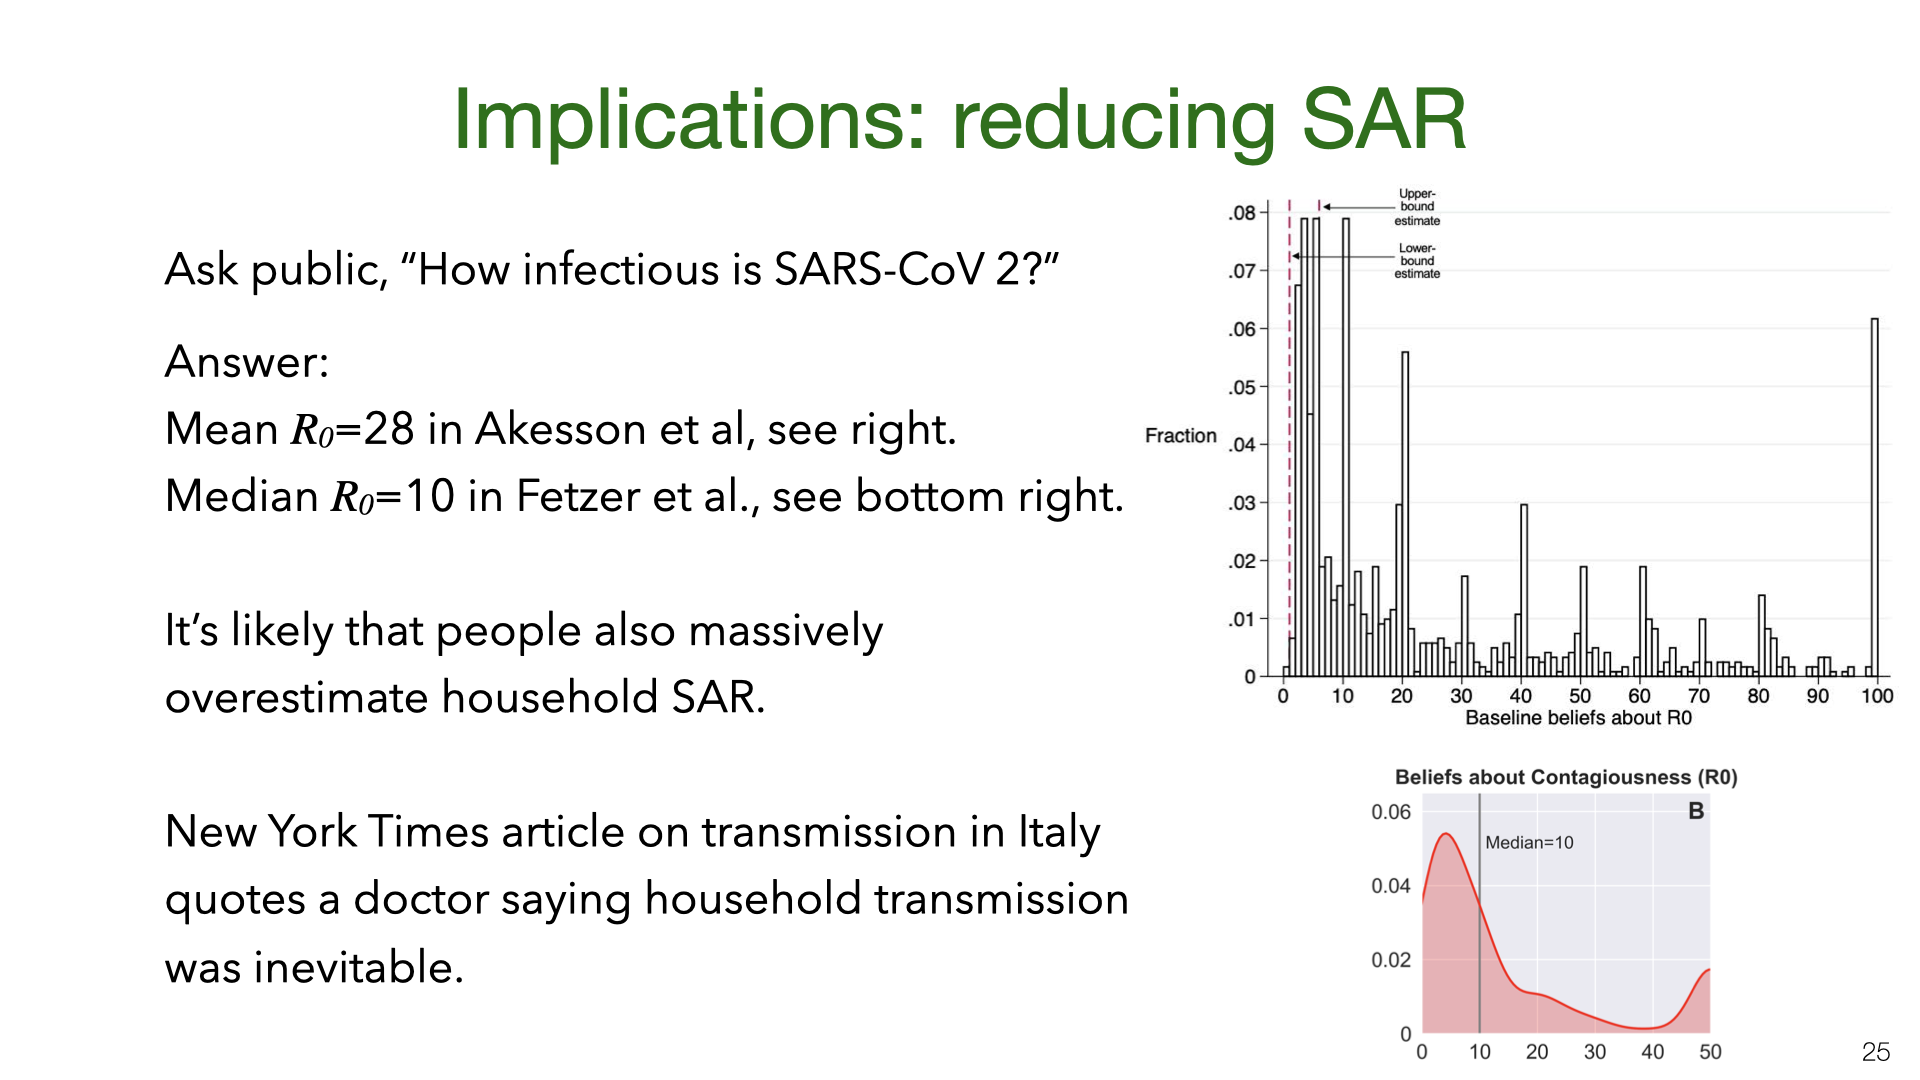 Implications: reducing SAR
Ask public, “How infectious is SARS-CoV 2?”
Answer:
Mean R0=28 in Akesson et al, see right.
Median R0=10 in Fetzer et al., see bottom right.
It’s likely that people also massively
overestimate household SAR.
New York Times article on transmission in Italy
quotes a doctor saying household transmission
was inevitable.
Upper-
bound
estimate
Lower-
bound
estimate
Fraction
.08
.07
.06
.05
.04
.03
.02
.01
0
0 10 20 30 40 50 60 70 80 90 100
Baseline beliefs about R0
Beliefs about Contagiousness (R0)
B
Median=10
0.06
0.04
0.02
0
0 10 20 30 40 50
25